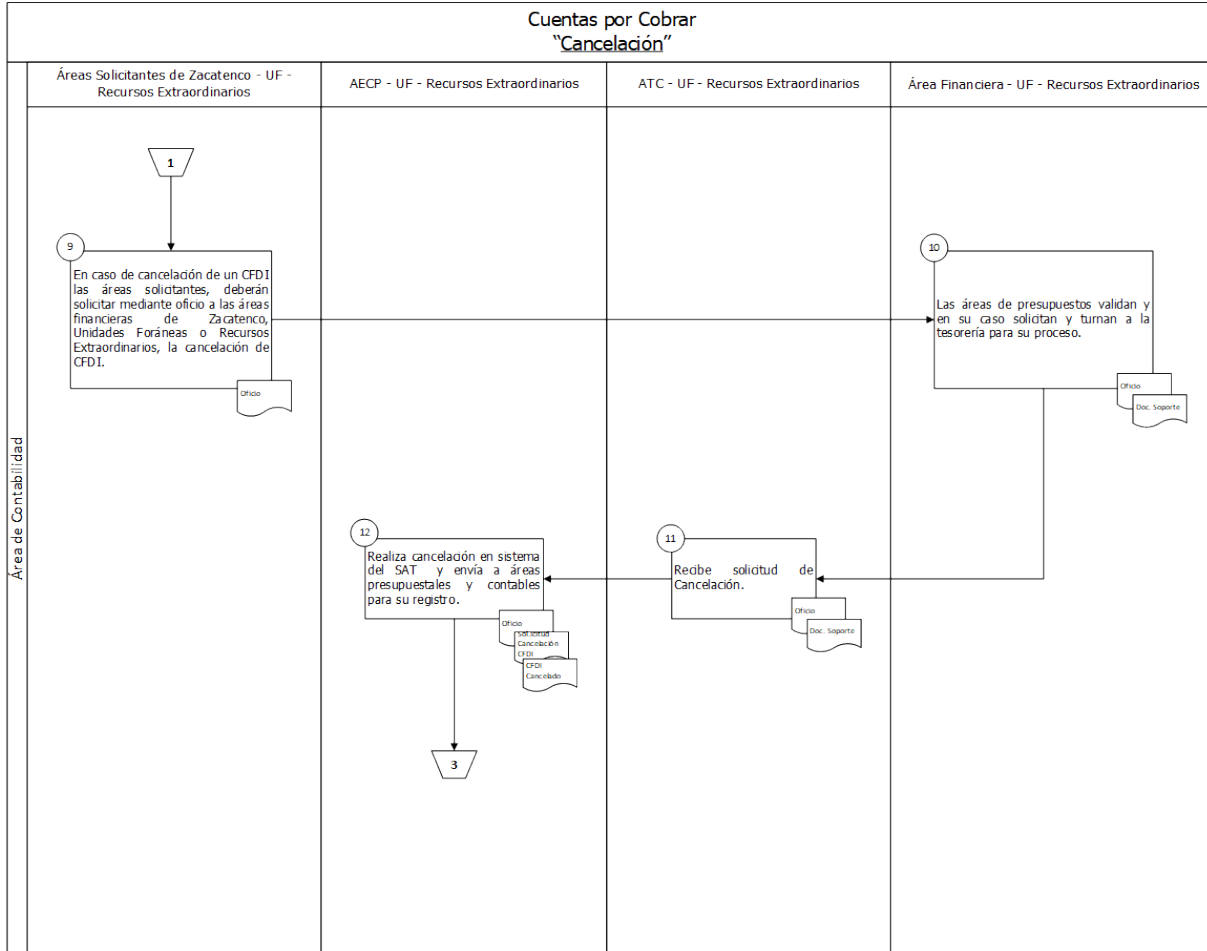 Cuentas por Cobrar
“Cancelación”
Áreas Solicitantes de Zacatenco - UF -
Recursos Extraordinarios
AECP - UF - Recursos Extraordinarios
ATC - UF - Recursos Extraordinarios
Área Financiera - UF - Recursos Extraordinarios
Área de Contabilidad
1
9
En caso de cancelación de un CFDI
las áreas solicitantes, deberán
solicitar mediante oficio a las áreas
financieras de Zacatenco,
Unidades Foráneas o Recursos
Extraordinarios, la cancelación de
CFDI.
Oficio
10
Las áreas de presupuestos validan y
en su caso solicitan y turnan a la
tesorería para su proceso.
Oficio
Doc. Soporte
12
Realiza cancelación en sistema
del SAT y envía a áreas
presupuestales y contables
para su registro.
Oficio
Solicitud
Cancelación
CFDI
CFDI
Cancelado
11
Recibe solicitud de
Cancelación.
Oficio
Doc. Soporte
3